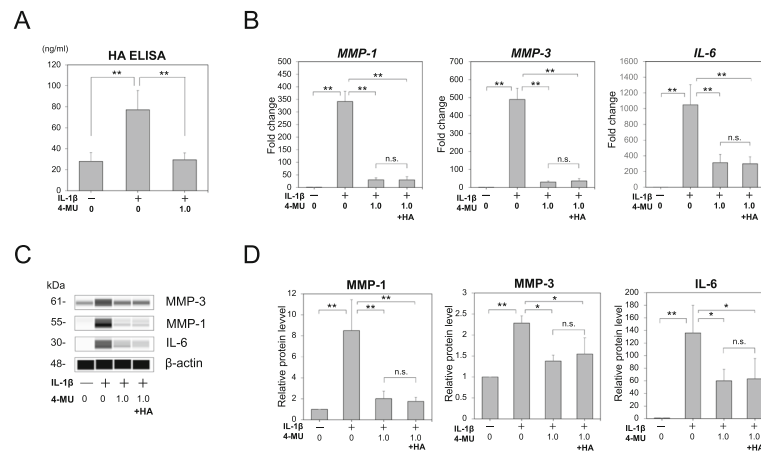 A
HA ELISA
(ng/ml)
120
100
80
60
40
20
0
**
**
IL-1β − + +
4-MU 0 0 1.0
B
MMP-1
Fold change
500
450
400
350
300
250
200
150
100
50
0
**
**
**
n.s.
IL-1β − + + +
4-MU 0 0 1.0 1.0
+HA
MMP-3
Fold change
700
600
500
400
300
200
100
0
**
**
**
n.s.
− + + +
0 0 1.0 1.0
+HA
IL-6
Fold change
1600
1400
1200
1000
800
600
400
200
0
**
**
**
n.s.
− + + +
0 0 1.0 1.0
+HA
C
kDa
61- MMP-3
55- MMP-1
30- IL-6
48- β-actin
IL-1β — + + +
4-MU 0 0 1.0 1.0
+HA
D
MMP-1
Relative protein level
12
10
8
6
4
2
0
**
**
**
n.s.
IL-1β − + + +
4-MU 0 0 1.0 1.0
+HA
MMP-3
Relative protein level
3
2.5
2
1.5
1
0.5
0
**
*
*
n.s.
IL-1β − + + +
4-MU 0 0 1.0 1.0
+HA
IL-6
Relative protein level
200
180
160
140
120
100
80
60
40
20
0
**
*
*
n.s.
IL-1β − + + +
4-MU 0 0 1.0 1.0
+HA